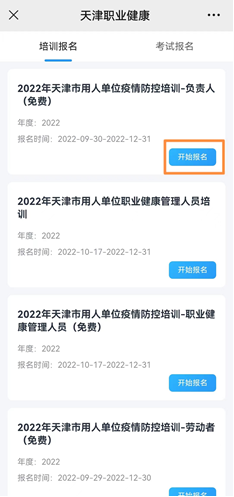 天津职业健康
培训报名
考试报名
2022年天津市用人单位疫情防控培训-负责人
（免费）
年度：2022
报名时间：2022-09-30-2022-12-31
开始报名
2022年天津市用人单位职业健康管理人员培
训
报名时间：2022-10-17-2022-12-31
开始报名
2022年天津市用人单位疫情防控培训-职业健
康管理人员（免费）
年度：2022
报名时间：2022-10-17-2022-12-31
开始报名
2022年天津市用人单位疫情防控培训-劳动者
（免费）
年度：2022
报名时间：2022-09-29-2022-12-30
开始报名